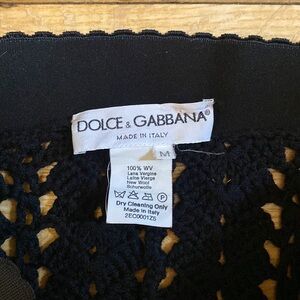 DOLCE & GABBANA®
MADE IN ITALY
M
100% WV
Lana Vergine
Laine Vierge
New Wool
Schurwolle
Dry Cleaning Only
Made in Italy
2EC0001Z6